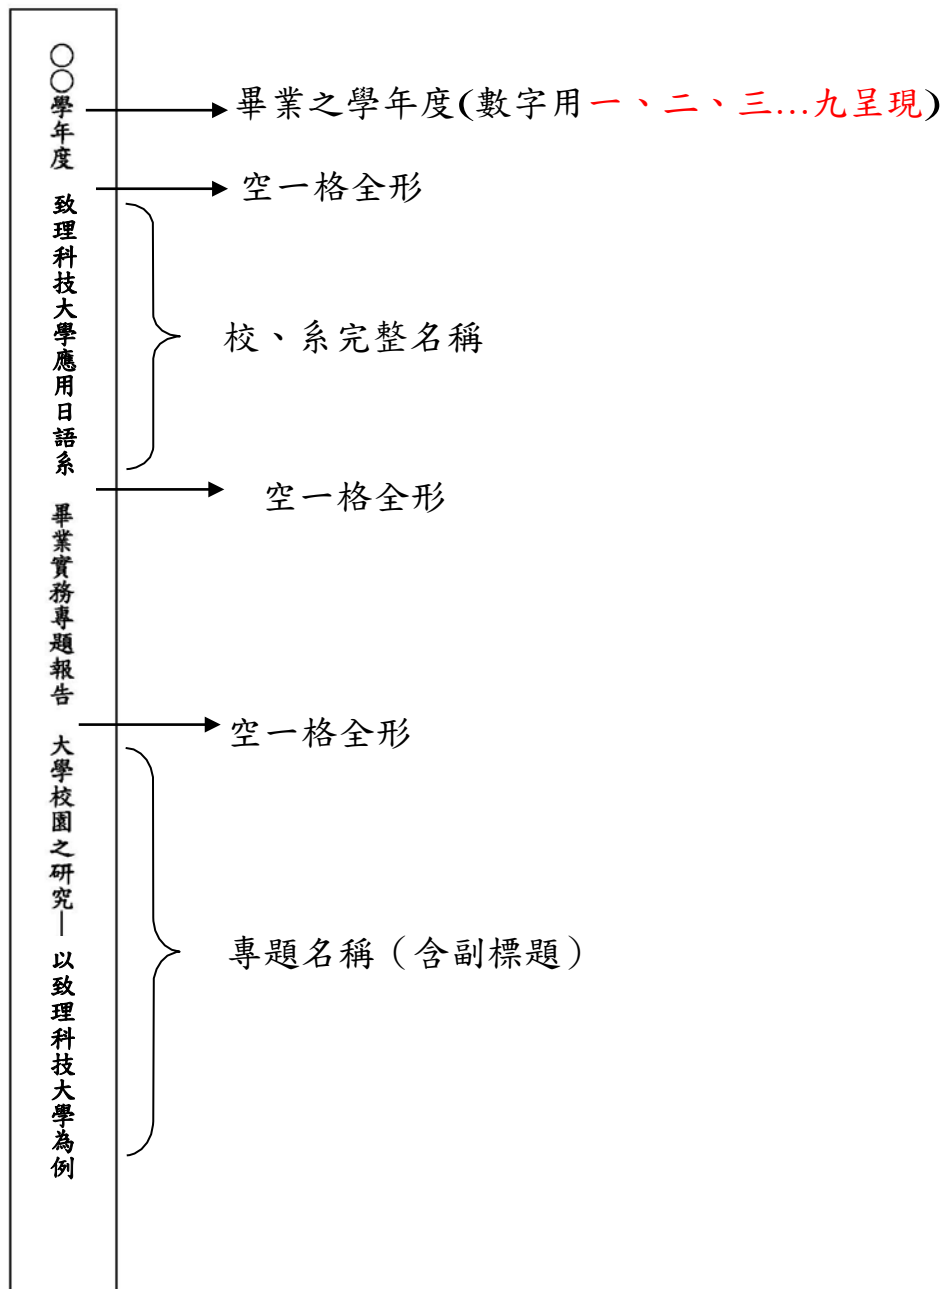 ○○學年度　致理科技大學應用日語系　畢業實務專題報告　大學校園之研究—以致理科技大學為例
畢業之學年度(數字用一、二、三...九呈現)
空一格全形
校、系完整名稱
空一格全形
空一格全形
專題名稱（含副標題）